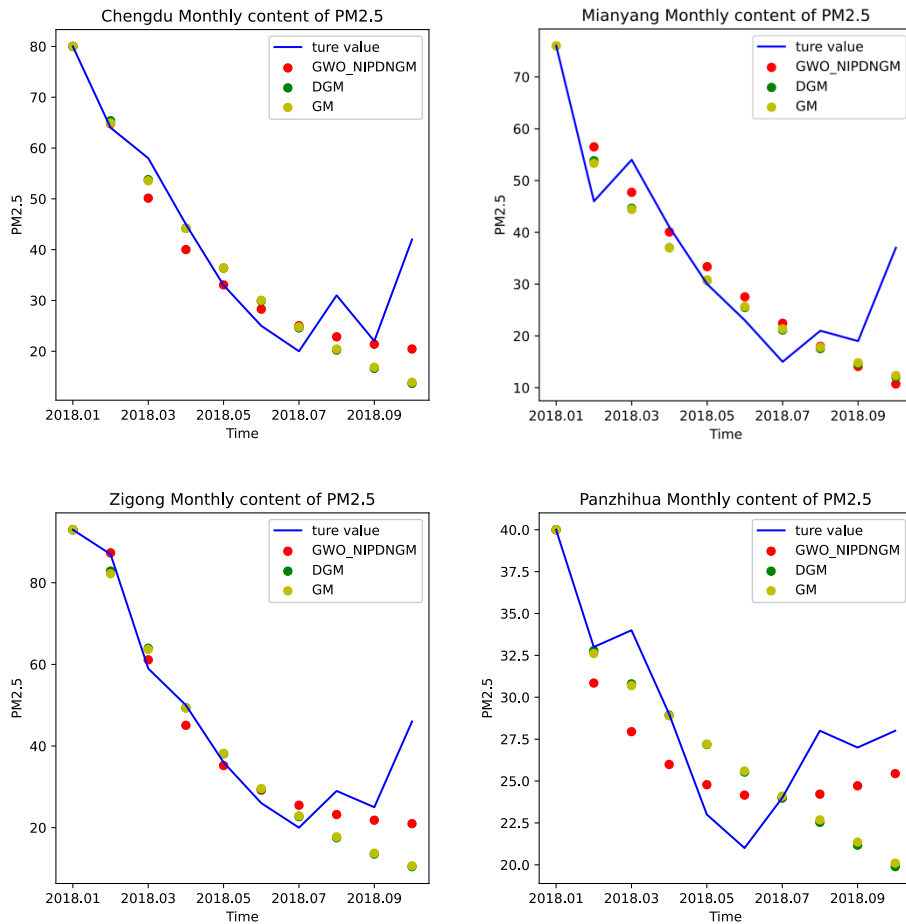 Chengdu Monthly content of PM2.5
80
70
60
50
40
30
20
PM2.5
2018.01 2018.03 2018.05 2018.07 2018.09
Time
ture value
GWO_NIPDNGM
DGM
GM
Mianyang Monthly content of PM2.5
70
60
50
40
30
20
10
PM2.5
2018.01 2018.03 2018.05 2018.07 2018.09
Time
ture value
GWO_NIPDNGM
DGM
GM
Zigong Monthly content of PM2.5
80
60
40
20
PM2.5
2018.01 2018.03 2018.05 2018.07 2018.09
Time
ture value
GWO_NIPDNGM
DGM
GM
Panzhihua Monthly content of PM2.5
40.0
37.5
35.0
32.5
30.0
27.5
25.0
22.5
20.0
PM2.5
2018.01 2018.03 2018.05 2018.07 2018.09
Time
ture value
GWO_NIPDNGM
DGM
GM